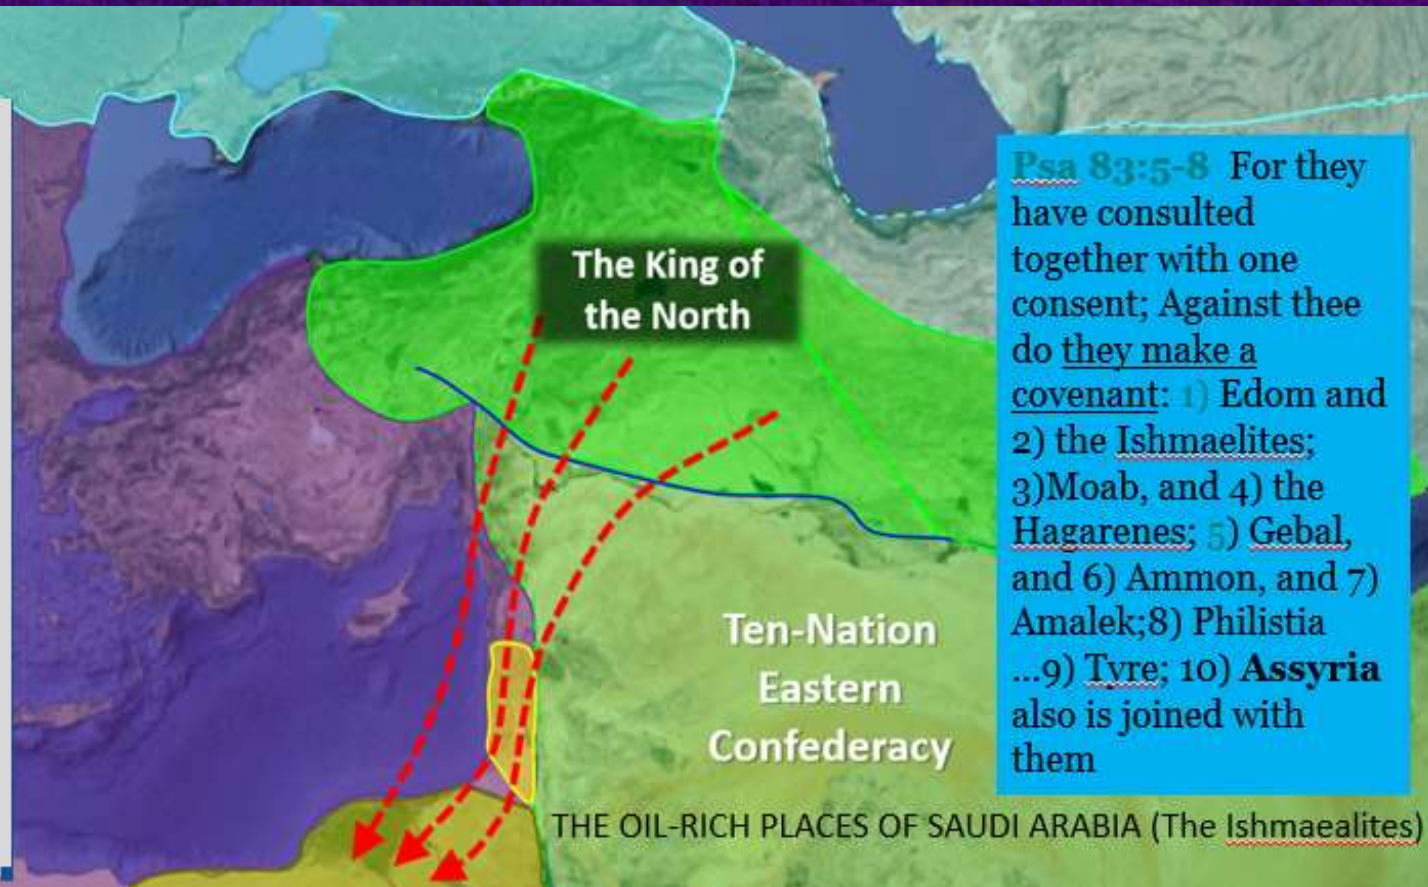 The King of
the North
Psa 83:5-8 For they
have consulted
together with one
consent; Against thee
do they make a
covenant: 1) Edom and
2) the Ishmaelites;
3)Moab, and 4) the
Hagarenes; 5) Gebal,
and 6) Ammon, and 7)
Amalek;8) Philistia
...9) Tyre; 10) Assyria
also is joined with
them
Ten-Nation
Eastern
Confederacy
THE OIL-RICH PLACES OF SAUDI ARABIA (The Ishmaealites)